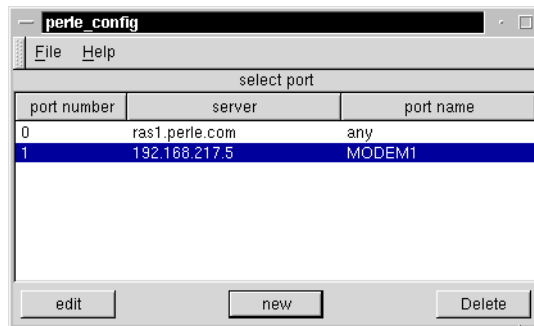 perle_config
File Help
select port
port number server port name
0 ras1.perle.com any
1 192.168.217.5 MODEM1
edit new Delete